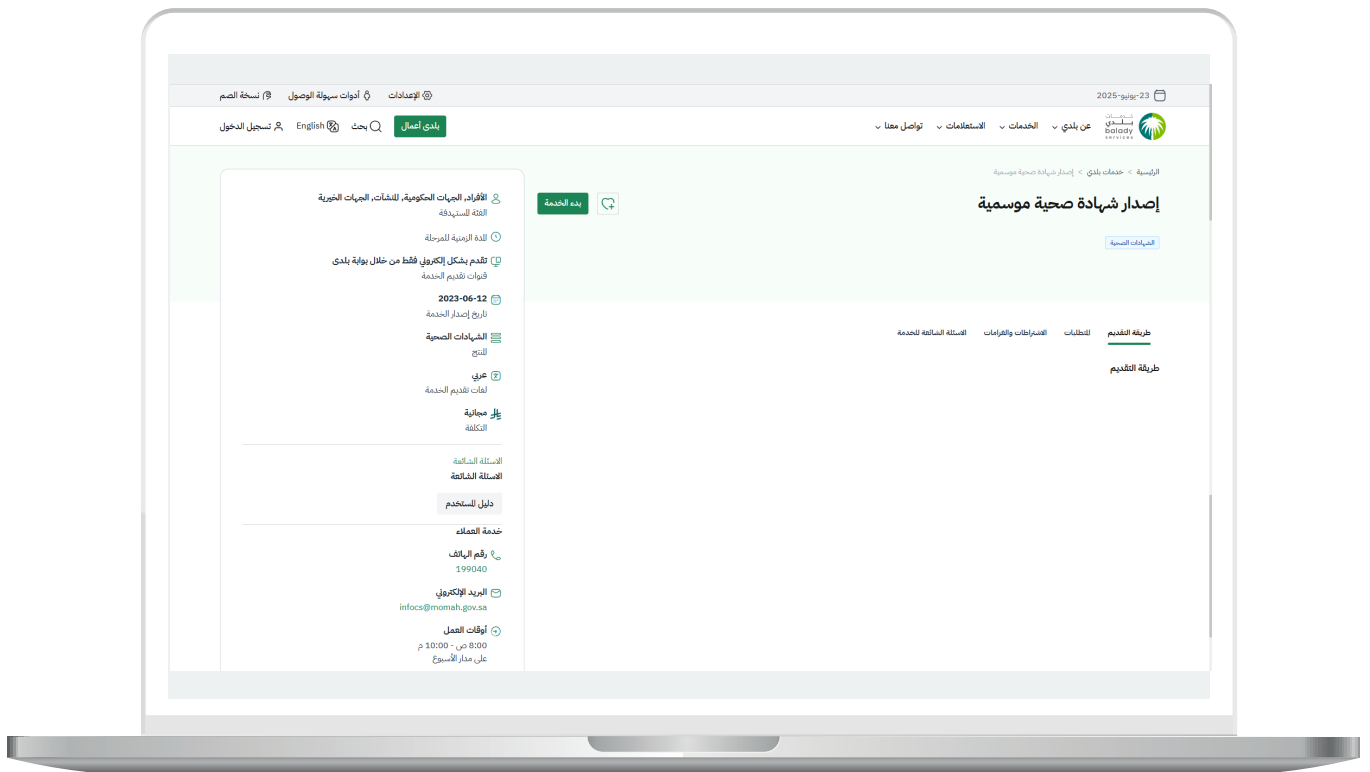 23-يونيو-2025
الإعدادات
أدوات سهولة الوصول
نسخة الصم
خدمات
بلدي
balady
services
عن بلدي
الخدمات
الاستعلامات
تواصل معنا
بلدي أعمال
بحث
English
تسجيل الدخول
الرئيسية > خدمات بلدي > إصدار شهادة صحية موسمية
إصدار شهادة صحية موسمية
بدء الخدمة
الشهادات الصحية
طريقة التقديم
المتطلبات
الاشتراطات والغرامات
الاسئلة الشائعة للخدمة
طريقة التقديم
الأفراد, الجهات الحكومية, المنشآت, الجهات الخيرية
الفئة المستهدفة
المدة الزمنية للمرحلة
تقدم بشكل إلكتروني فقط من خلال بوابة بلدي
قنوات تقديم الخدمة
2023-06-12
تاريخ إصدار الخدمة
الشهادات الصحية
المنتج
عربي
لغات تقديم الخدمة
مجانية
التكلفة
الاسئلة الشائعة
الاسئلة الشائعة
دليل المستخدم
خدمة العملاء
رقم الهاتف
199040
البريد الإلكتروني
infocs@momah.gov.sa
أوقات العمل
8:00 ص - 10:00 م
على مدار الأسبوع